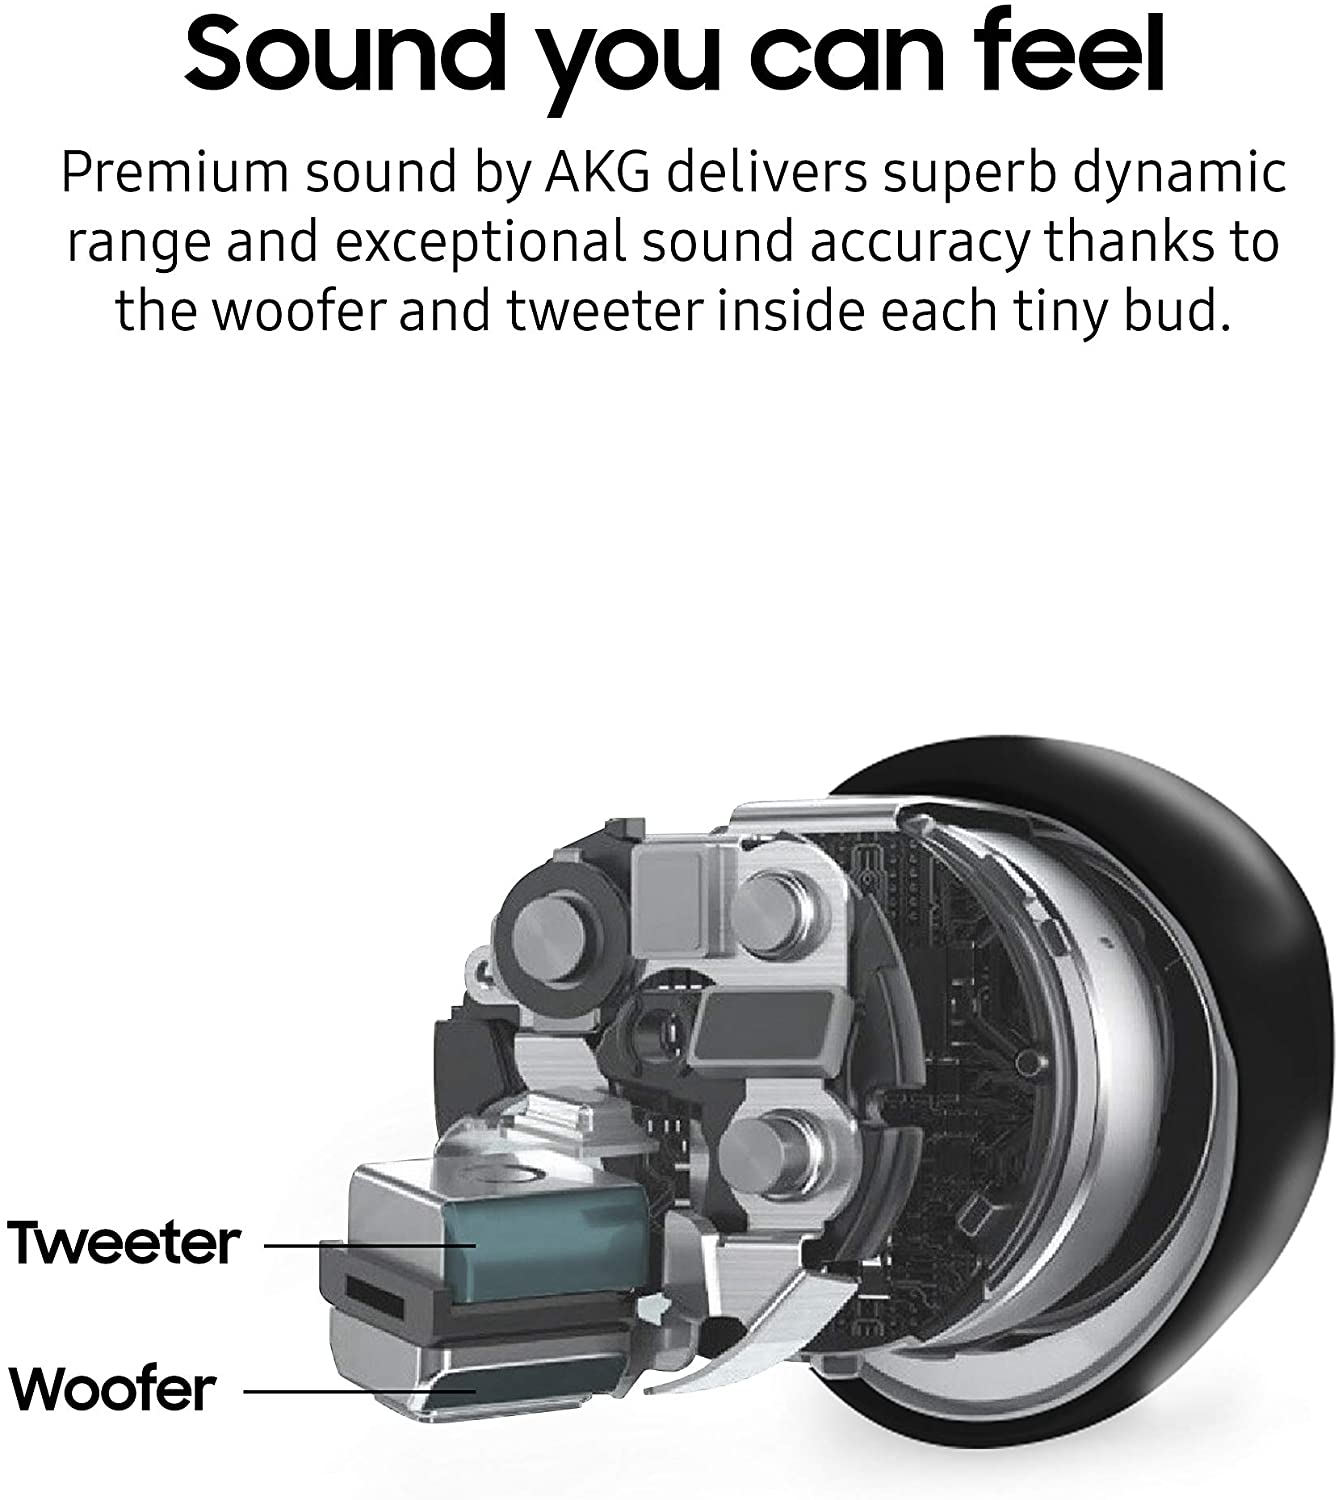 Sound you can feel
Premium sound by AKG delivers superb dynamic
range and exceptional sound accuracy thanks to
the woofer and tweeter inside each tiny bud.
Tweeter
Woofer